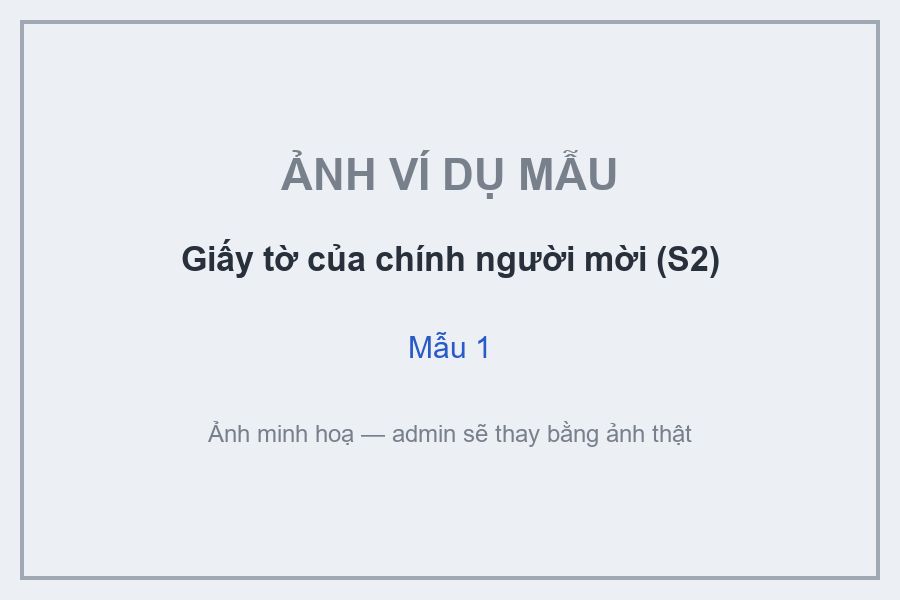 ẢNH VÍ DỤ MẪU
Giấy tờ của chính người mời (S2)
Mẫu 1
Ảnh minh hoạ — admin sẽ thay bằng ảnh thật